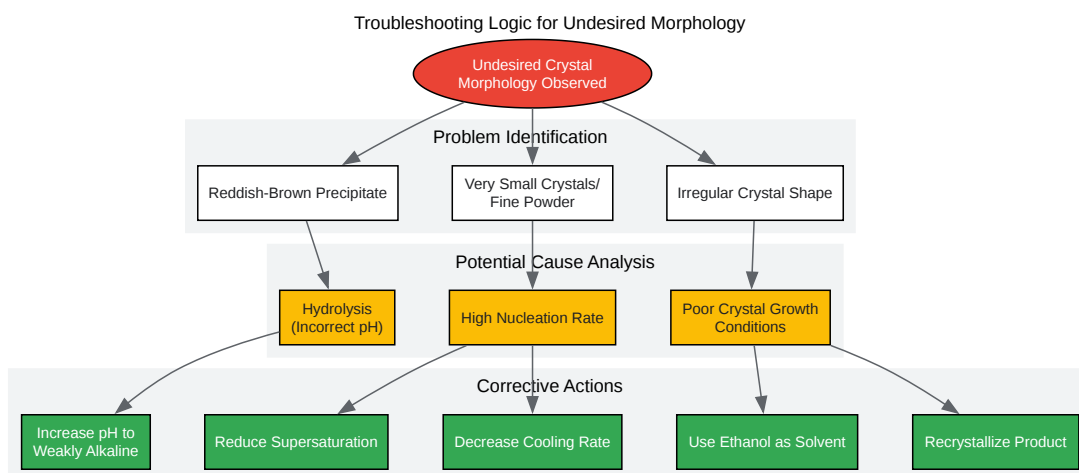 Troubleshooting Logic for Undesired Morphology
Undesired Crystal
Morphology Observed
Problem Identification
Reddish-Brown Precipitate
Very Small Crystals/
Fine Powder
Irregular Crystal Shape
Potential Cause Analysis
Hydrolysis
(Incorrect pH)
High Nucleation Rate
Poor Crystal Growth
Conditions
Corrective Actions
Increase pH to
Weakly Alkaline
Reduce Supersaturation
Decrease Cooling Rate
Use Ethanol as Solvent
Recrystallize Product